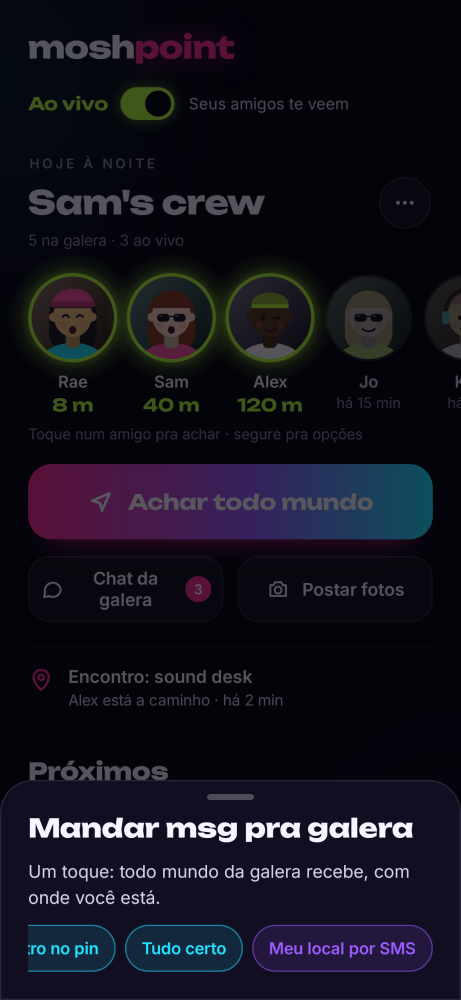 moshpoint
Ao vivo
Seus amigos te veem
HOJE À NOITE
Sam's crew
5 na galera · 3 ao vivo
Rae
Sam
Alex
Jo
8 m
40 m
120 m
há 15 min
Toque num amigo pra achar · segure pra opções
Achar todo mundo
Chat da
galera
3
Postar fotos
Encontro: sound desk
Alex está a caminho · há 2 min
Próximos
Mandar msg pra galera
Um toque: todo mundo da galera recebe, com
onde você está.
no pin
Tudo certo
Meu local por SMS